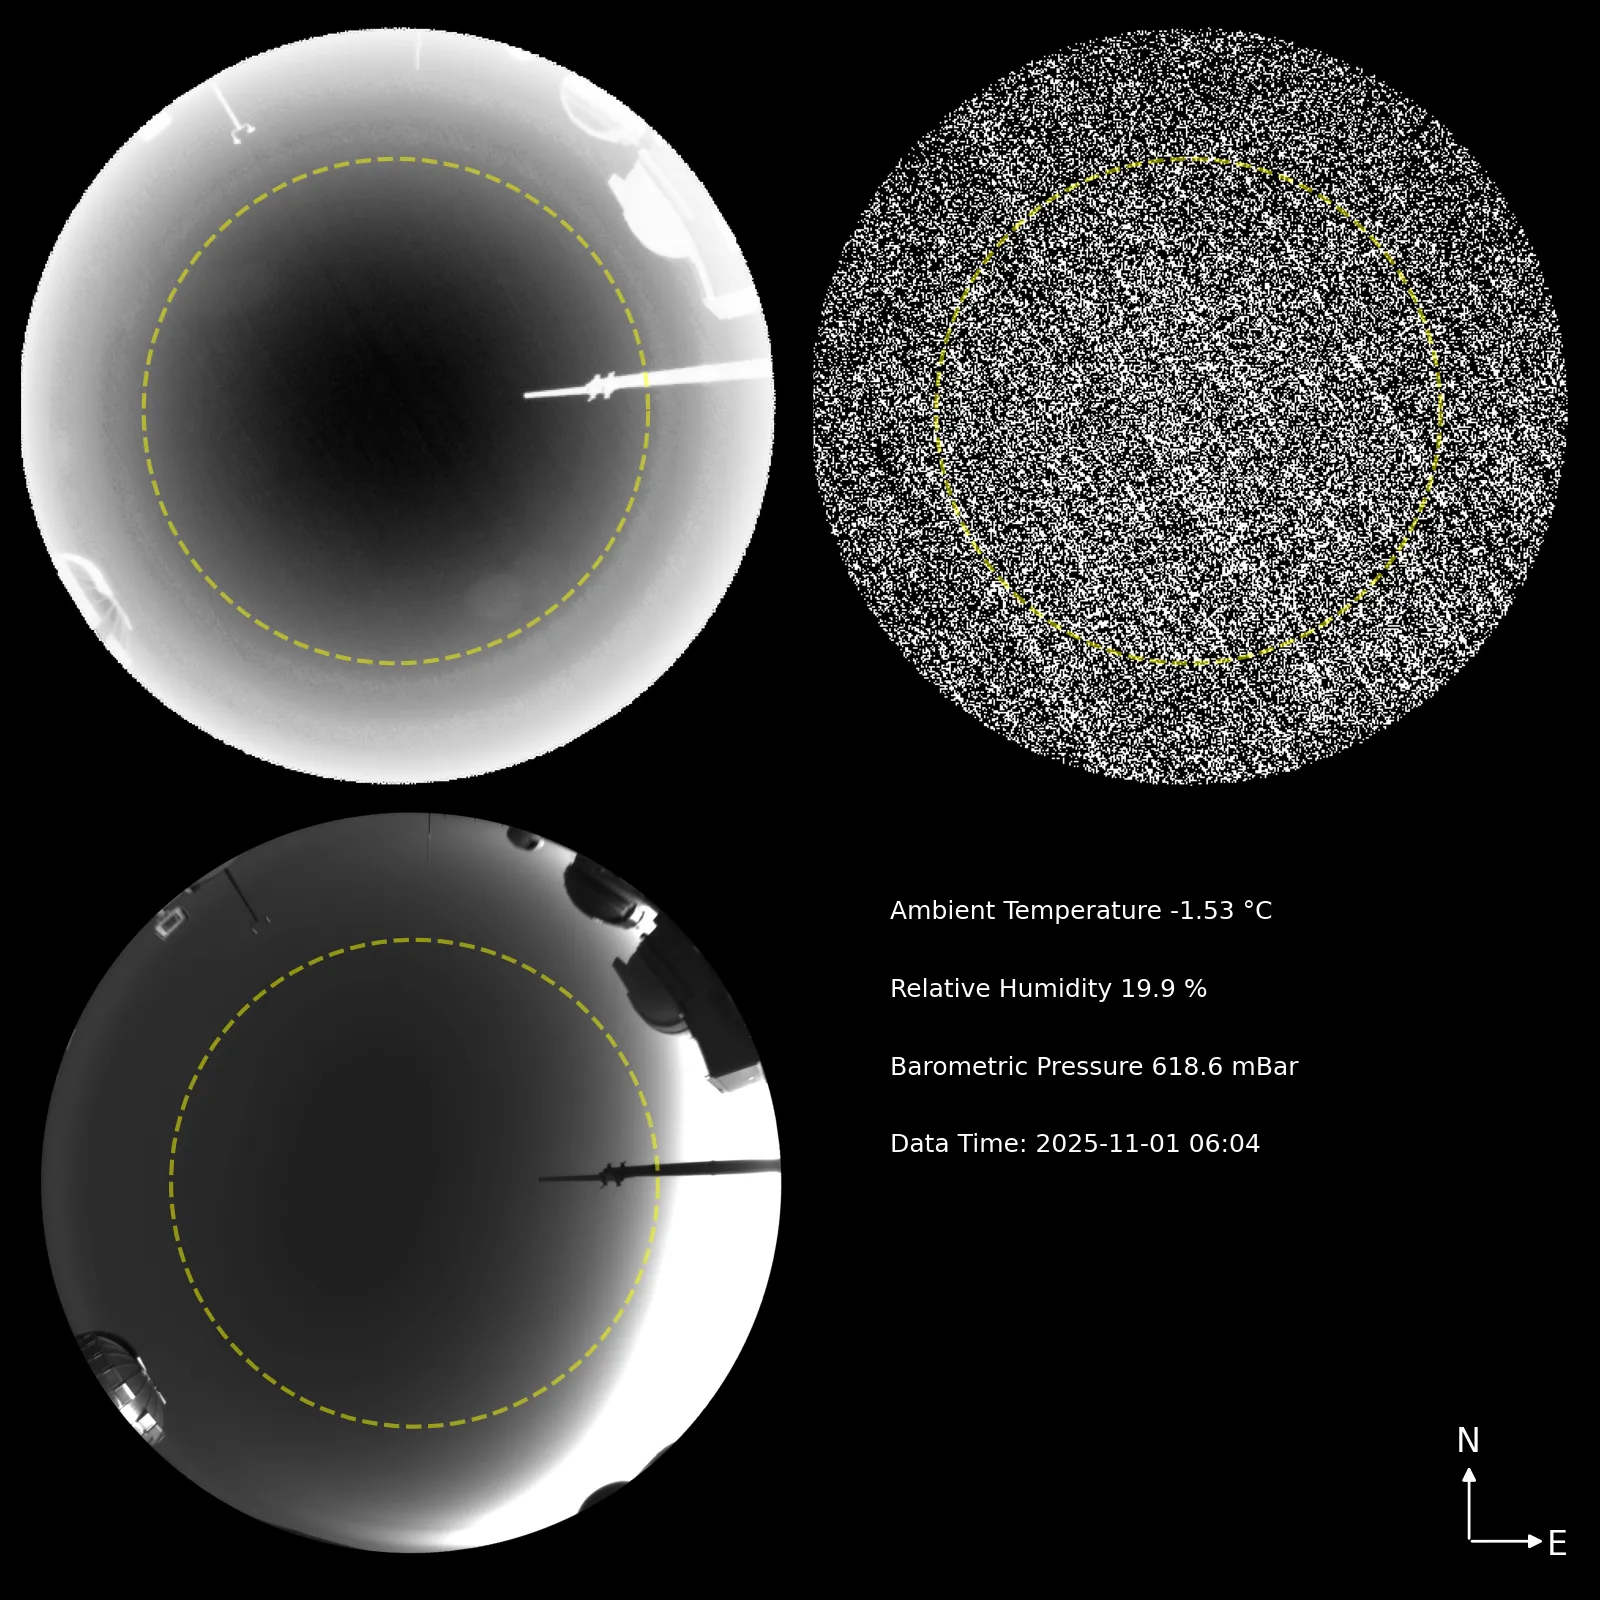 Ambient Temperature -1.53 °C
Relative Humidity 19.9 %
Barometric Pressure 618.6 mBar
Data Time: 2025-11-01 06:04
N
E